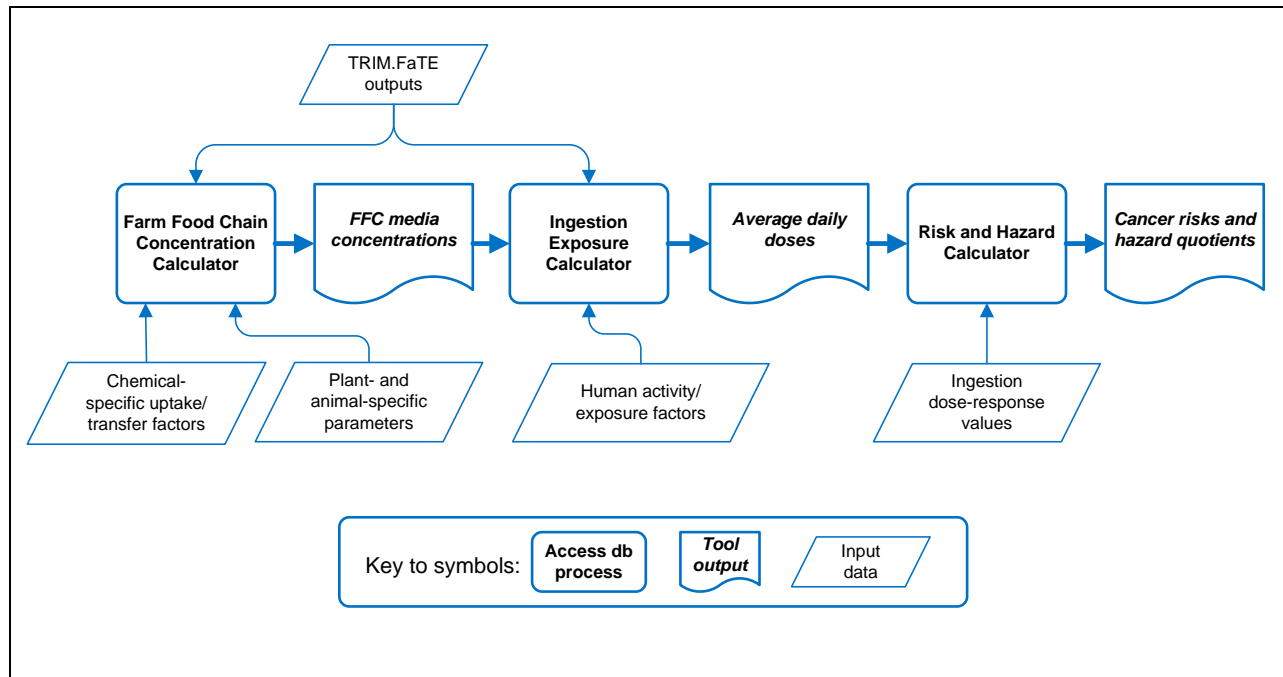 TRIM.FaTE
outputs
Farm Food Chain
Concentration
Calculator
FFC media
concentrations
Ingestion
Exposure
Calculator
Average daily
doses
Risk and Hazard
Calculator
Cancer risks and
hazard quotients
Chemical-
specific uptake/
transfer factors
Plant- and
animal-specific
parameters
Human activity/
exposure factors
Ingestion
dose-response
values
Key to symbols:
Access db
process
Tool
output
Input
data